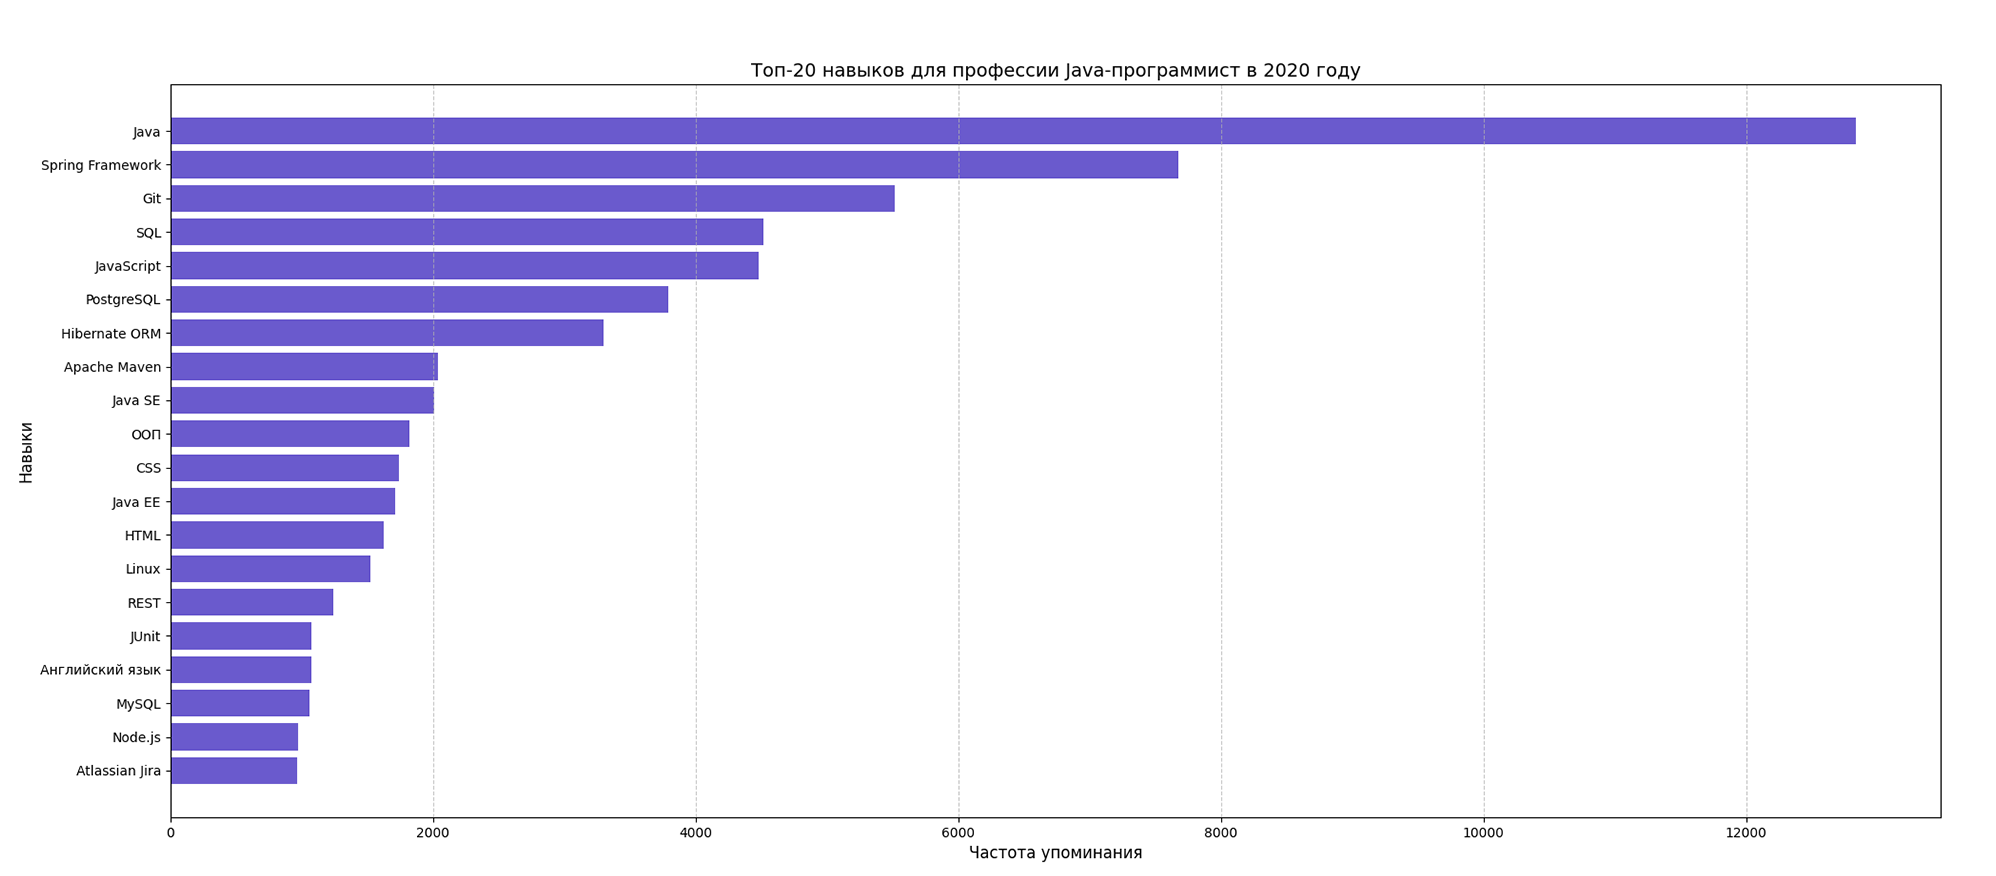 Топ-20 навыков для профессии Java-программист в 2020 году
Навыки
Java
Spring Framework
Git
SQL
JavaScript
PostgreSQL
Hibernate ORM
Apache Maven
Java SE
ООП
CSS
Java EE
HTML
Linux
REST
JUnit
Английский язык
MySQL
Node.js
Atlassian Jira
0 2000 4000 6000 8000 10000 12000
Частота упоминания